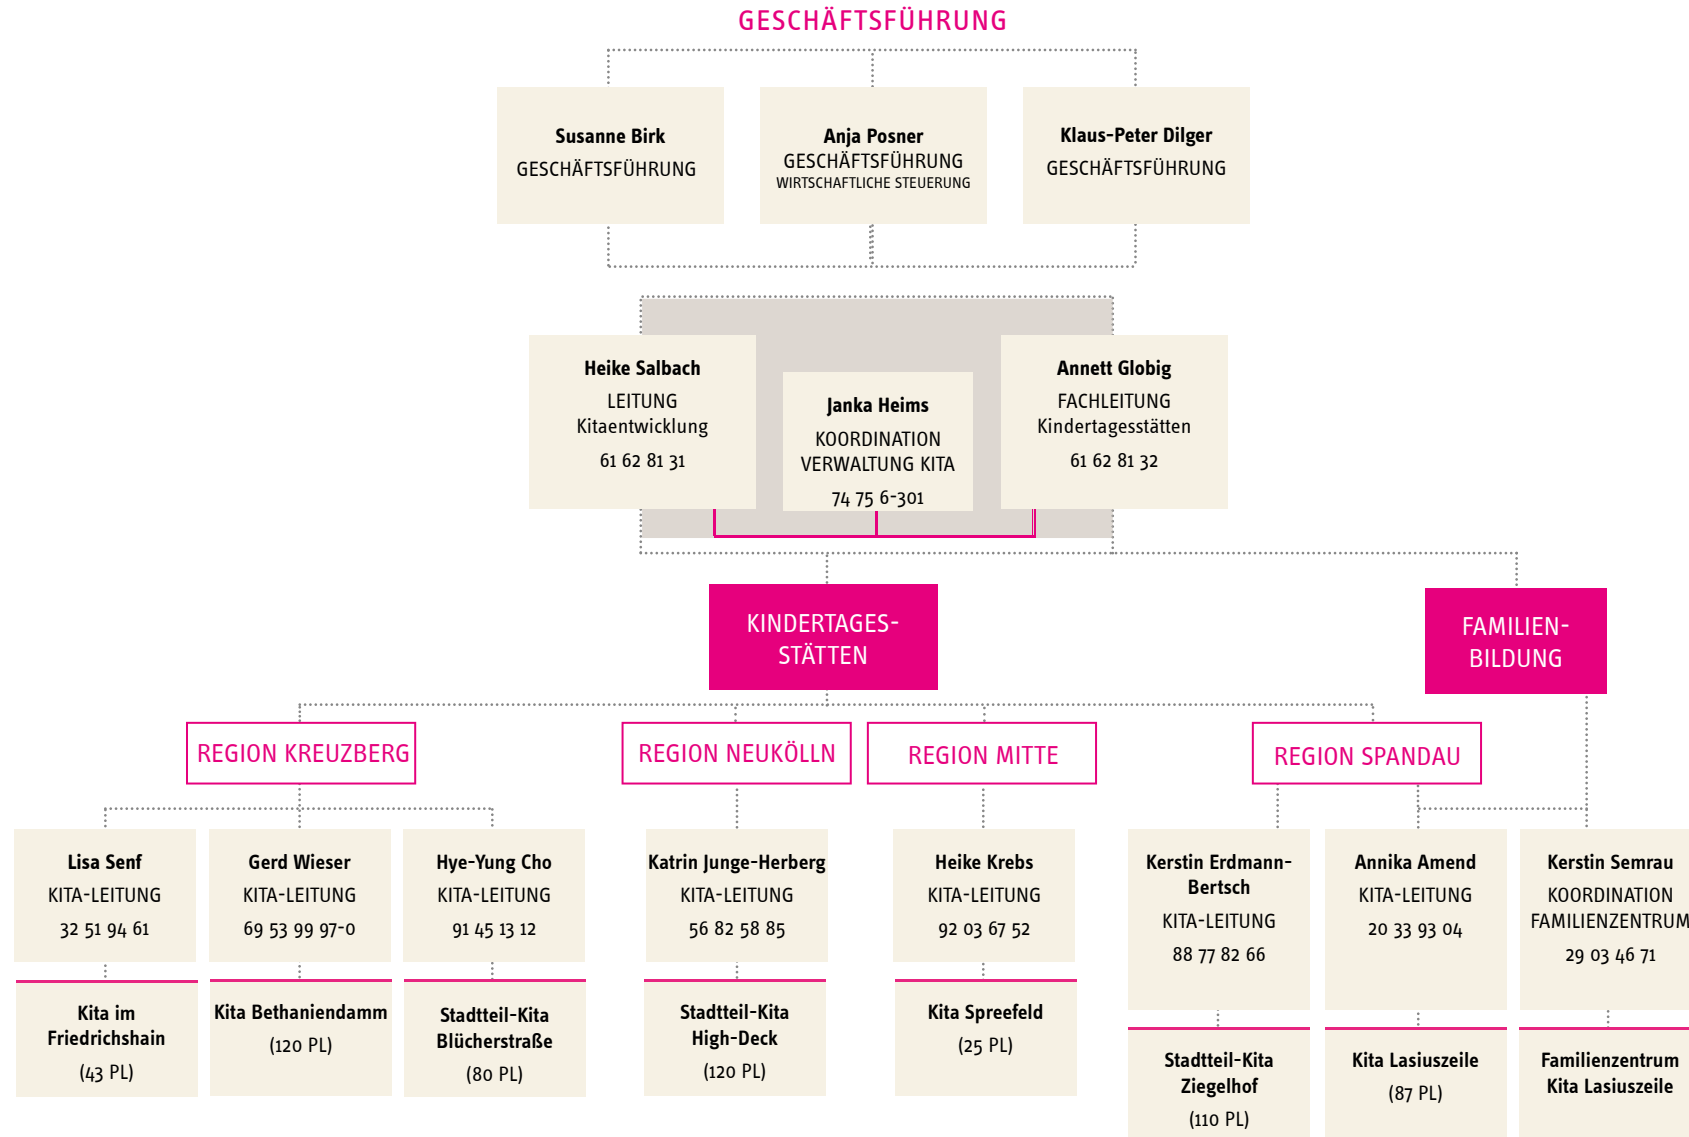 GESCHÄFTSFÜHRUNG
Susanne Birk
GESCHÄFTSFÜHRUNG
Anja Posner
GESCHÄFTSFÜHRUNG
WIRTSCHAFTLICHE STEUERUNG
Klaus-Peter Dilger
GESCHÄFTSFÜHRUNG
Heike Salbach
LEITUNG
Kitaentwicklung
61 62 81 31
Janka Heims
KOORDINATION
VERWALTUNG KITA
74 75 6-301
Annett Globig
FACHLEITUNG
Kindertagesstätten
61 62 81 32
KINDERTAGES-
STÄTTEN
FAMILIEN-
BILDUNG
REGION KREUZBERG
REGION NEUKÖLLN
REGION MITTE
REGION SPANDAU
Lisa Senf
KITA-LEITUNG
32 51 94 61
Gerd Wieser
KITA-LEITUNG
69 53 99 97-0
Hye-Yung Cho
KITA-LEITUNG
91 45 13 12
Katrin Junge-Herberg
KITA-LEITUNG
56 82 58 85
Heike Krebs
KITA-LEITUNG
92 03 67 52
Kerstin Erdmann-
Bertsch
KITA-LEITUNG
88 77 82 66
Annika Amend
KITA-LEITUNG
20 33 93 04
Kerstin Semrau
KOORDINATION
FAMILIENZENTRUM
29 03 46 71
Kita im
Friedrichshain
(43 PL)
Kita Bethaniendamm
(120 PL)
Stadtteil-Kita
Blücherstraße
(80 PL)
Stadtteil-Kita
High-Deck
(120 PL)
Kita Spreefeld
(25 PL)
Stadtteil-Kita
Ziegelhof
(110 PL)
Kita Lasiuszeile
(87 PL)
Familienzentrum
Kita Lasiuszeile